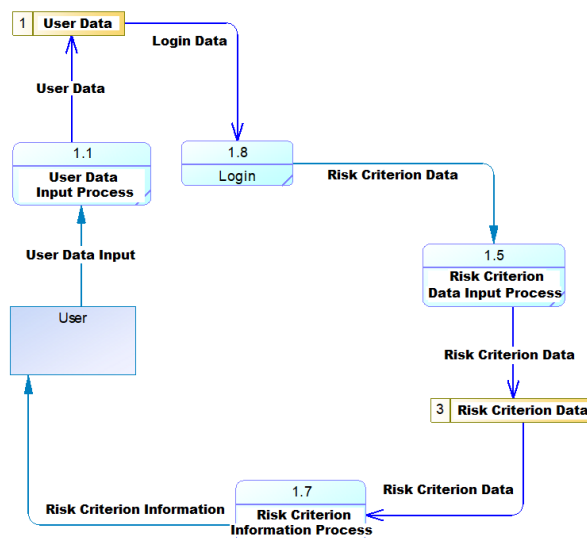 1 User Data
Login Data
User Data
1.1
User Data
Input Process
1.8
Login
Risk Criterion Data
User Data Input
1.5
Risk Criterion
Data Input Process
User
Risk Criterion Data
3 Risk Criterion Data
1.7
Risk Criterion
Information Process
Risk Criterion Data
Risk Criterion Information